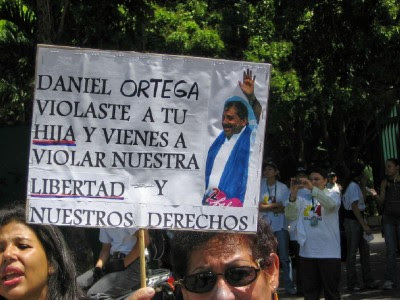 DANIEL ORTEGA
VIOLASTE A TU
HIJA Y VIENES A
VIOLAR NUESTRA
LIBERTAD Y
NUESTROS DERECHOS